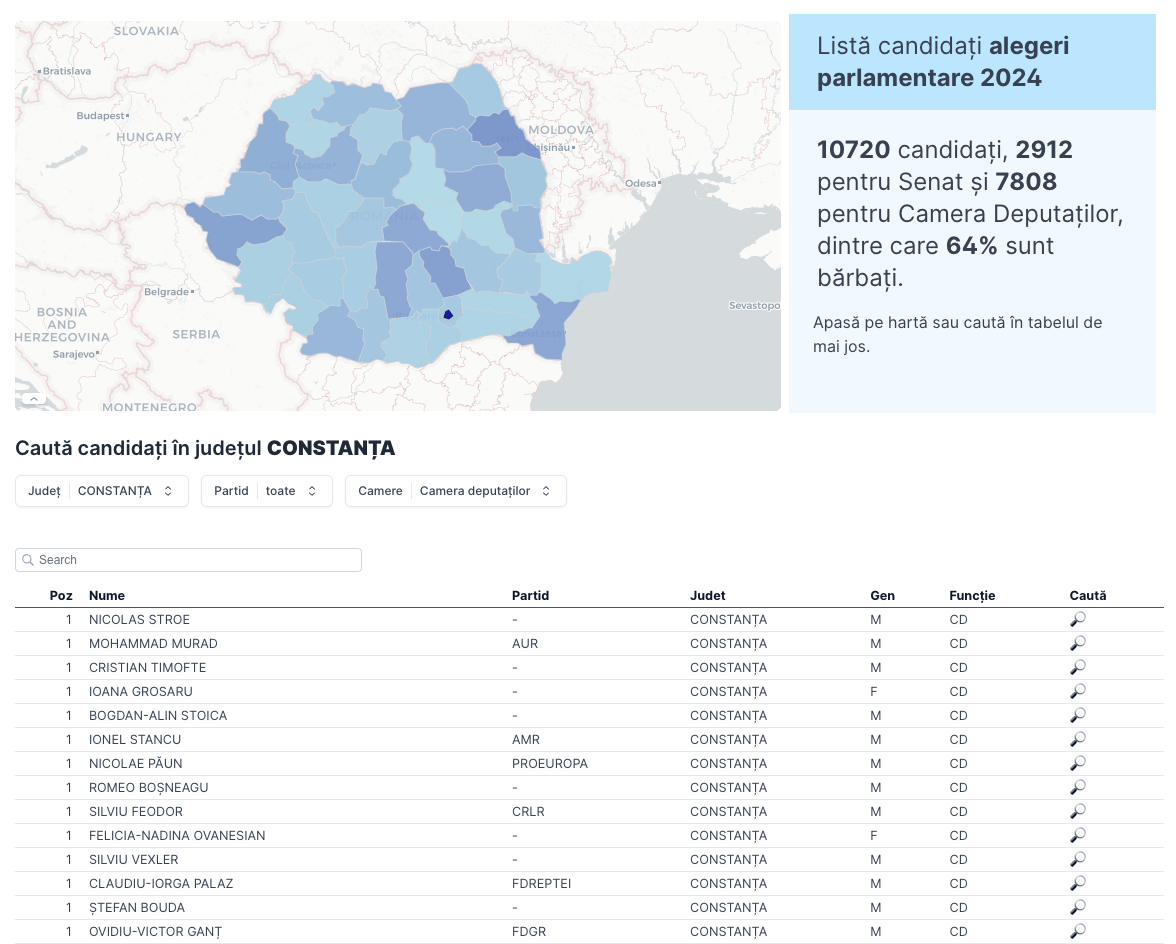 SLOVAKIA
Bratislava
Budapest
HUNGARY
MOLDOVA
Chișinău
Odesa
ROMANIA
Belgrade
BOSNIA
AND
HERZEGOVINA
Sarajevo
SERBIA
Sevastopo
MONTENEGRO
Listă candidați alegeri
parlamentare 2024
10720 candidați, 2912
pentru Senat și 7808
pentru Camera Deputaților,
dintre care 64% sunt
bărbați.
Apasă pe hartă sau caută în tabelul de
mai jos.
Caută candidați în județul CONSTANȚA
Județ CONSTANȚA Partid toate Camere Camera deputaților
Search
Poz Nume Partid Judet Gen Funcție Caută
1 NICOLAS STROE - CONSTANȚA M CD
1 MOHAMMAD MURAD AUR CONSTANȚA M CD
1 CRISTIAN TIMOFTE - CONSTANȚA M CD
1 IOANA GROSARU - CONSTANȚA F CD
1 BOGDAN-ALIN STOICA - CONSTANȚA M CD
1 IONEL STANCU AMR CONSTANȚA M CD
1 NICOLAE PĂUN PROEUROPA CONSTANȚA M CD
1 ROMEO BOȘNEAGU - CONSTANȚA M CD
1 SILVIU FEODOR CRLR CONSTANȚA M CD
1 FELICIA-NADINA OVANESIAN - CONSTANȚA F CD
1 SILVIU VEXLER - CONSTANȚA M CD
1 CLAUDIU-IORGA PALAZ FDREPTEI CONSTANȚA M CD
1 ȘTEFAN BOUDA - CONSTANȚA M CD
1 OVIDIU-VICTOR GANȚ FDGR CONSTANȚA M CD